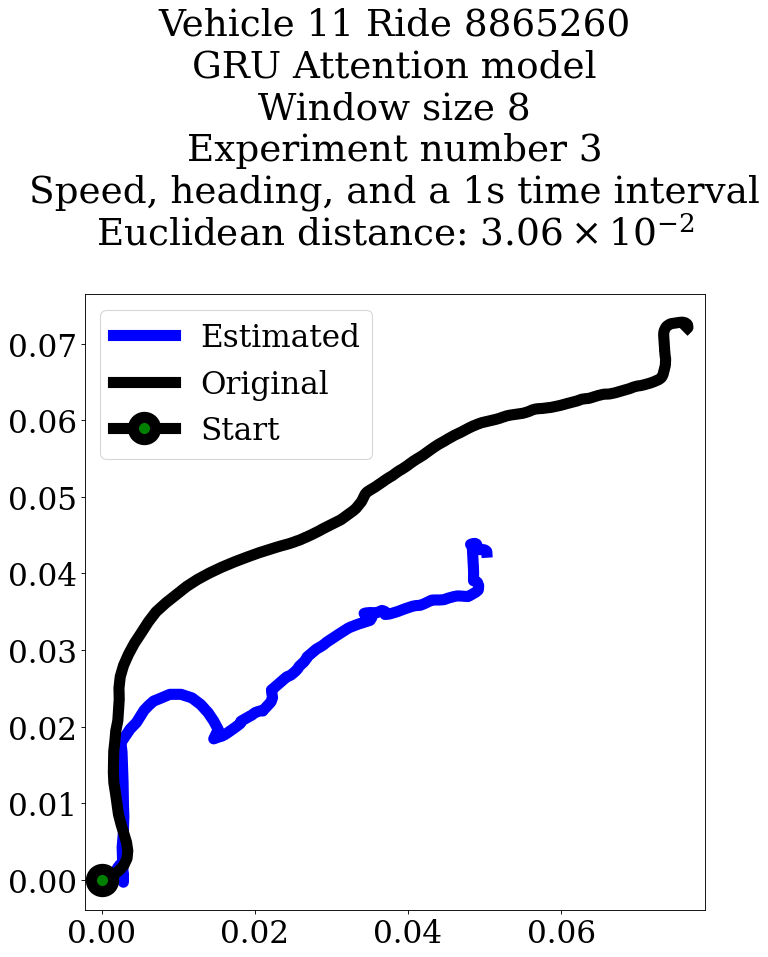 Vehicle 11 Ride 8865260
GRU Attention model
Window size 8
Experiment number 3
Speed, heading, and a 1s time interval
Euclidean distance: 3.06 × 10⁻²
Estimated
Original
Start
0.07
0.06
0.05
0.04
0.03
0.02
0.01
0.00
0.00 0.02 0.04 0.06